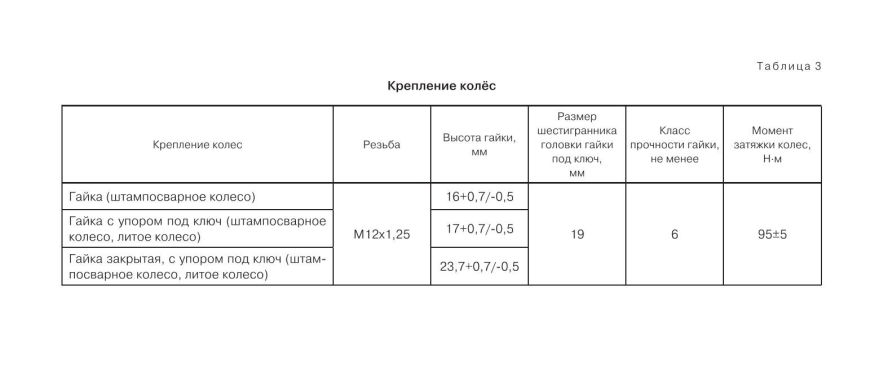 Таблица 3
Крепление колёс
Крепление колес
Резьба
Высота гайки,
мм
Размер
шестигранника
головки гайки
под ключ,
мм
Класс
прочности гайки,
не менее
Момент
затяжки колес,
Н·м
Гайка (штампосварное колесо)
16+0,7/-0,5
Гайка с упором под ключ (штампосварное
колесо, литое колесо)
17+0,7/-0,5
Гайка закрытая, с упором под ключ (штам-
посварное колесо, литое колесо)
23,7+0,7/-0,5
М12х1,25
19
6
95±5